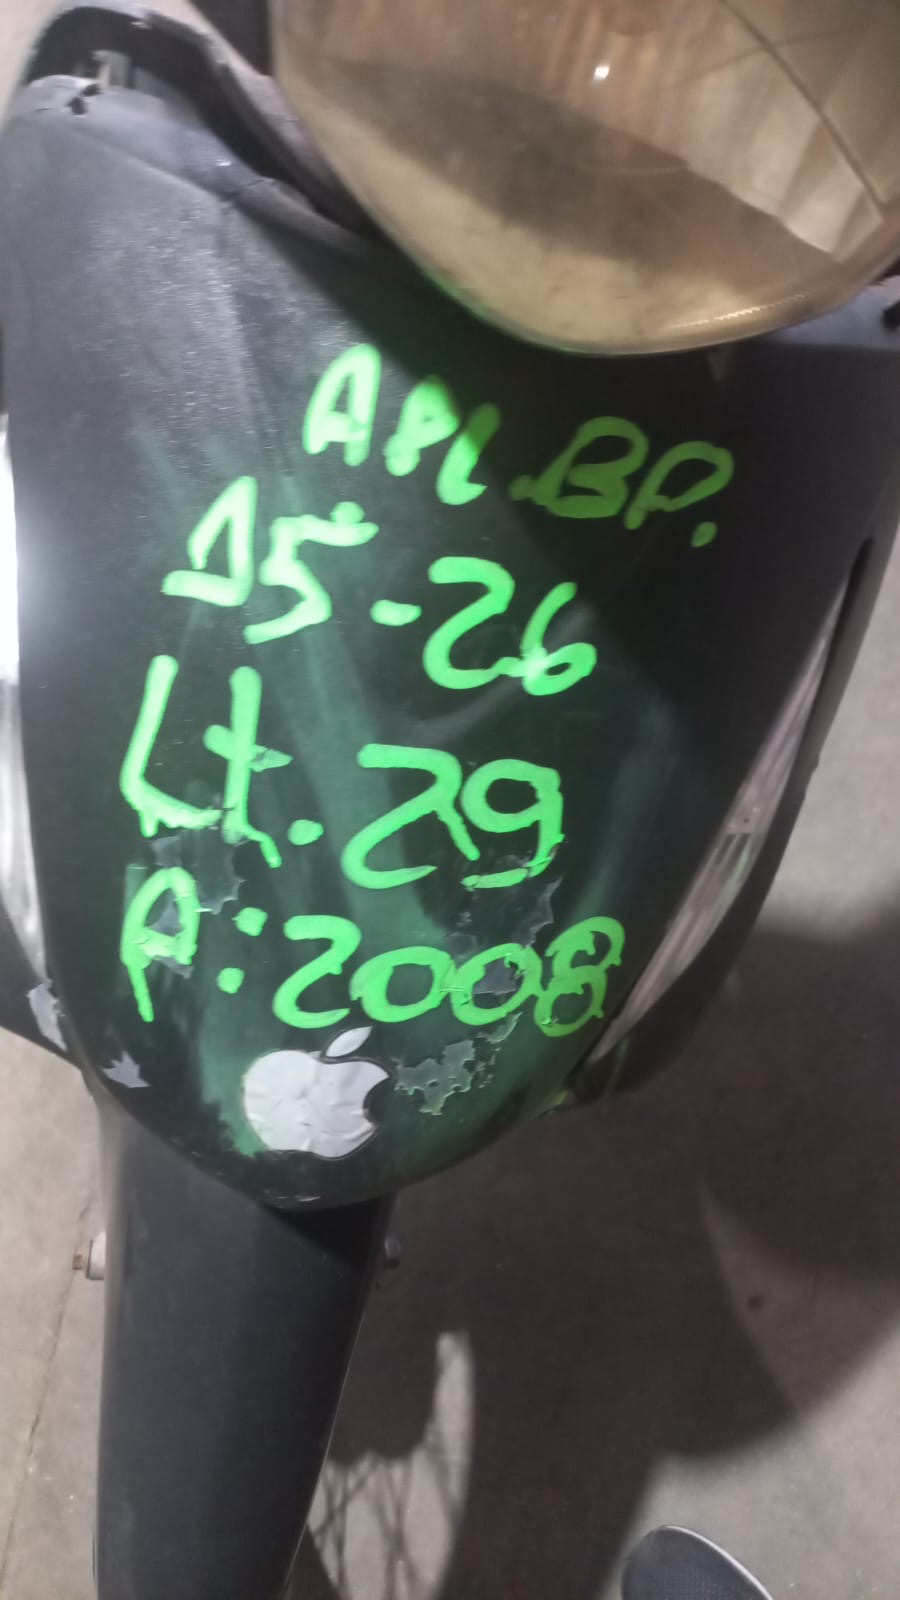 APL.BP.
15-26
Lt.29
A:2008